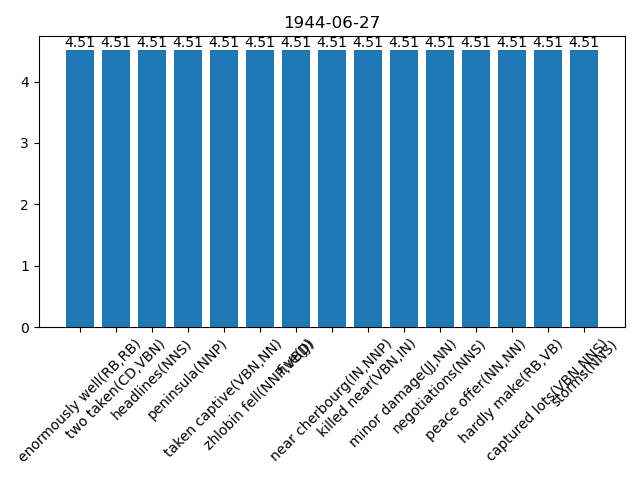 1944-06-27
4.51 4.51 4.51 4.51 4.51 4.51 4.51 4.51 4.51 4.51 4.51 4.51 4.51 4.51 4.51
4
3
2
1
0
enormously well(RB,RB)
two taken(CD,VBN)
headlines(NNS)
peninsula(NNP)
taken captive(VBN,NN)
zhlobin fell(NNP,VBD)
near cherbourg(IN,NNP)
killed near(VBN,IN)
minor damage(JJ,NN)
negotiations(NNS)
peace offer(NN,NN)
hardly make(RB,VB)
captured lots(VBN,NNS)
storms(NNS)